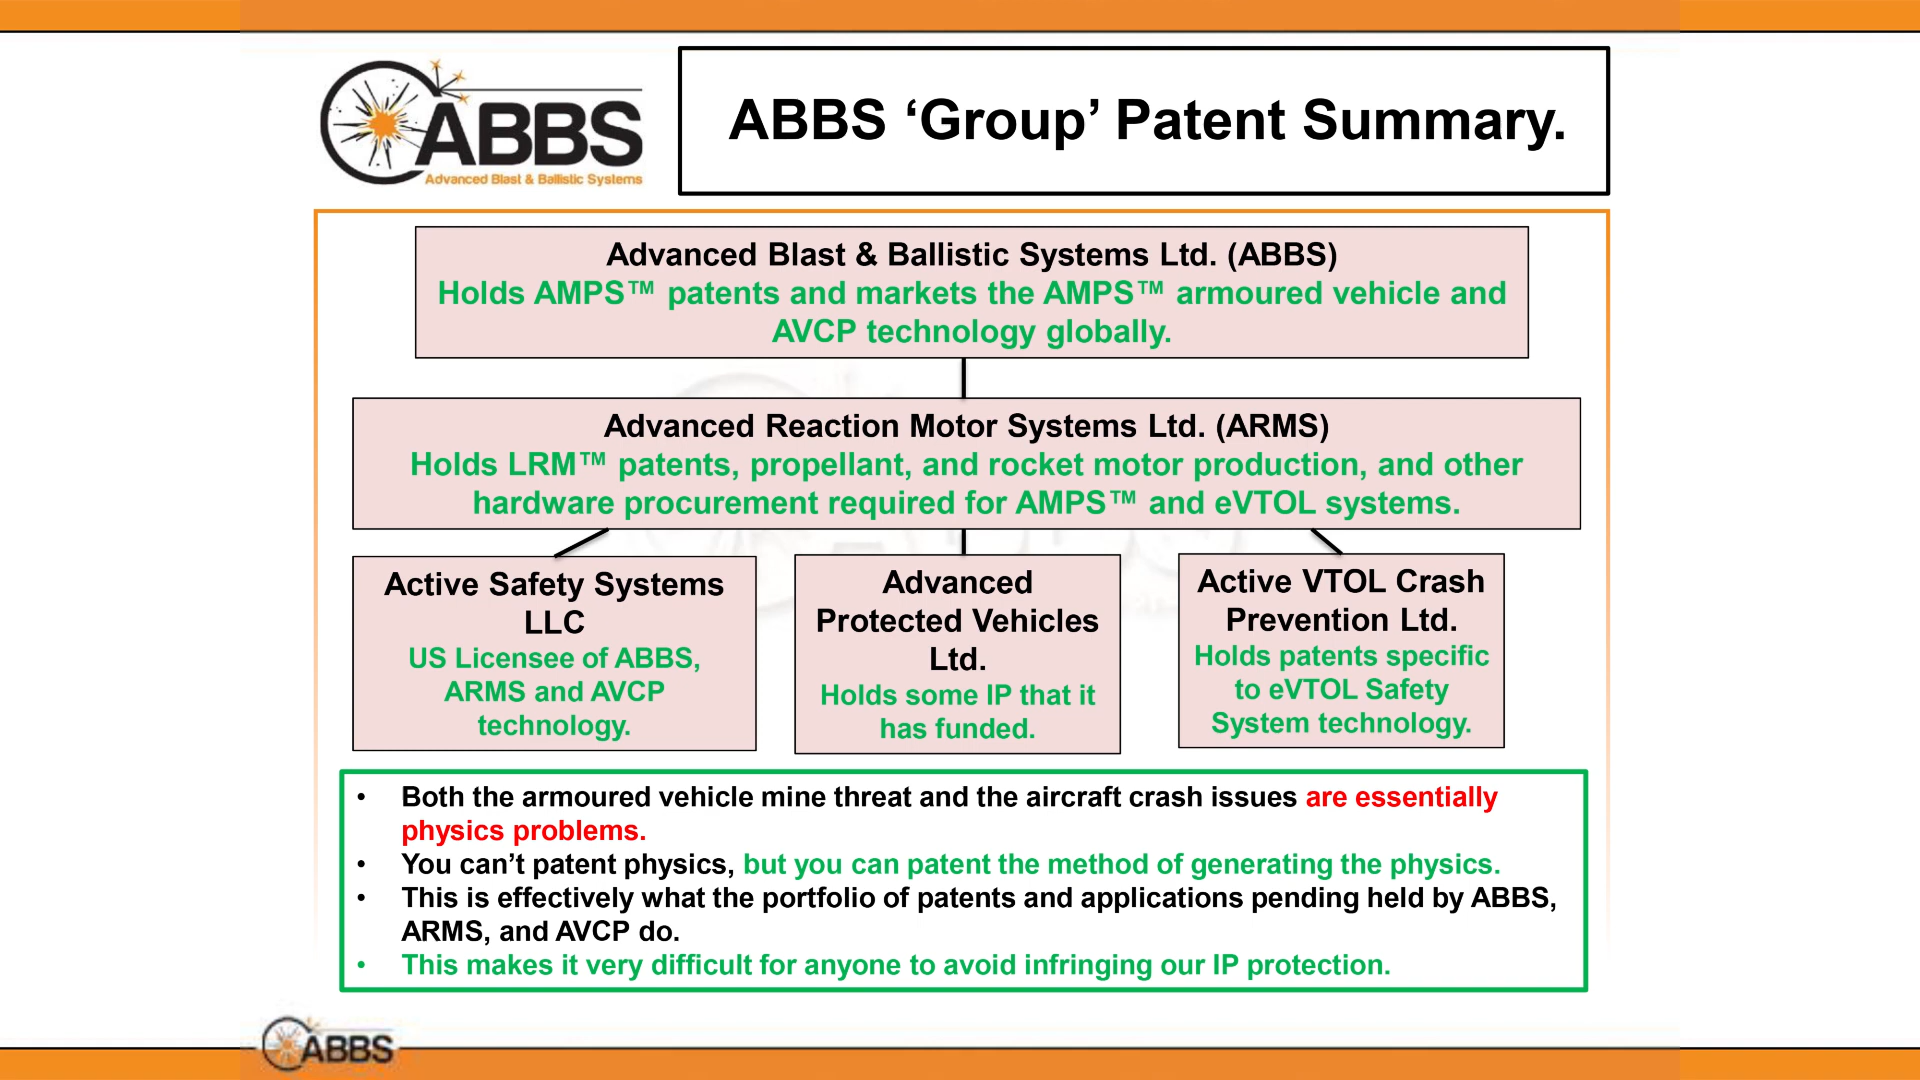 ABBS
Advanced Blast & Ballistic Systems
ABBS ‘Group’ Patent Summary.
Advanced Blast & Ballistic Systems Ltd. (ABBS)
Holds AMPS™ patents and markets the AMPS™ armoured vehicle and
AVCP technology globally.
Advanced Reaction Motor Systems Ltd. (ARMS)
Holds LRM™ patents, propellant, and rocket motor production, and other
hardware procurement required for AMPS™ and eVTOL systems.
Active Safety Systems
LLC
US Licensee of ABBS,
ARMS and AVCP
technology.
Advanced
Protected Vehicles
Ltd.
Holds some IP that it
has funded.
Active VTOL Crash
Prevention Ltd.
Holds patents specific
to eVTOL Safety
System technology.
• Both the armoured vehicle mine threat and the aircraft crash issues are essentially
physics problems.
• You can’t patent physics, but you can patent the method of generating the physics.
• This is effectively what the portfolio of patents and applications pending held by ABBS,
ARMS, and AVCP do.
• This makes it very difficult for anyone to avoid infringing our IP protection.
ABBS